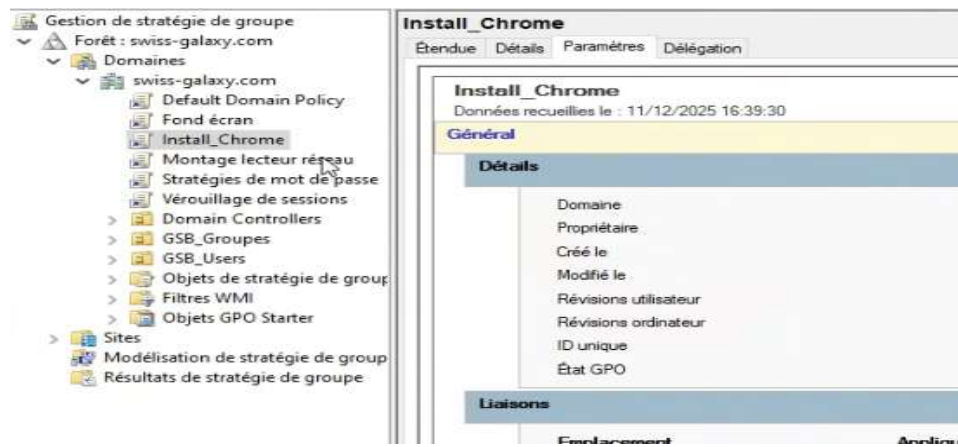 Gestion de stratégie de groupe
Forêt : swiss-galaxy.com
Domaines
swiss-galaxy.com
Default Domain Policy
Fond écran
Install_Chrome
Montage lecteur réseau
Stratégies de mot de passe
Vérouillage de sessions
Domain Controllers
GSB_Groupes
GSB_Users
Objets de stratégie de group
Filtres WMI
Objets GPO Starter
Sites
Modélisation de stratégie de group
Résultats de stratégie de groupe
Install_Chrome
Étendue Détails Paramètres Délégation
Install_Chrome
Données recueillies le : 11/12/2025 16:39:30
Général
Détails
Domaine
Propriétaire
Créé le
Modifié le
Révisions utilisateur
Révisions ordinateur
ID unique
État GPO
Liaisons
Emplacement Appliqu